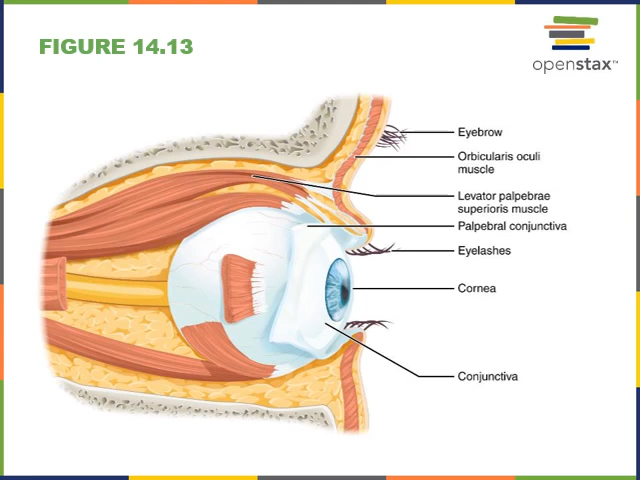 FIGURE 14.13
openstax™
Eyebrow
Orbicularis oculi
muscle
Levator palpebrae
superioris muscle
Palpebral conjunctiva
Eyelashes
Cornea
Conjunctiva